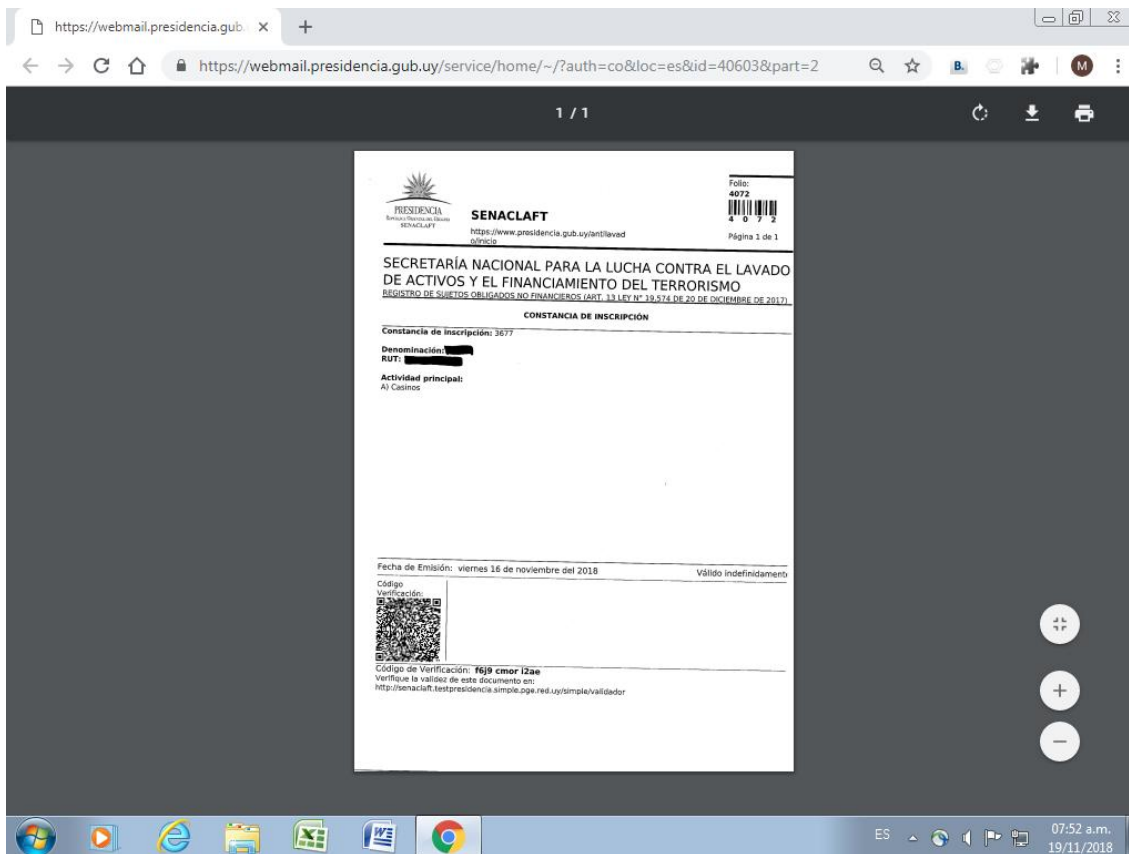 https://webmail.presidencia.gub.
https://webmail.presidencia.gub.uy/service/home/~/?auth=co&loc=es&id=40603&part=2
B.
M
1 / 1
PRESIDENCIA
República Oriental del Uruguay
SENACLAFT
SENACLAFT
https://www.presidencia.gub.uy/antilavad
o/inicio
Folio:
4072
4 0 7 2
Página 1 de 1
SECRETARÍA NACIONAL PARA LA LUCHA CONTRA EL LAVADO
DE ACTIVOS Y EL FINANCIAMIENTO DEL TERRORISMO
REGISTRO DE SUJETOS OBLIGADOS NO FINANCIEROS (ART. 13 LEY N° 19,574 DE 20 DE DICIEMBRE DE 2017)
CONSTANCIA DE INSCRIPCIÓN
Constancia de inscripción: 3677
Denominación:
RUT:
Actividad principal:
A) Casinos
Fecha de Emisión: viernes 16 de noviembre del 2018 Válido indefinidament
Código
Verificación:
Código de Verificación: f6j9 cmor i2ae
Verifique la validez de este documento en:
http://senaclaft.testpresidencia.simple.pge.red.uy/simple/validador
ES
07:52 a.m.
19/11/2018